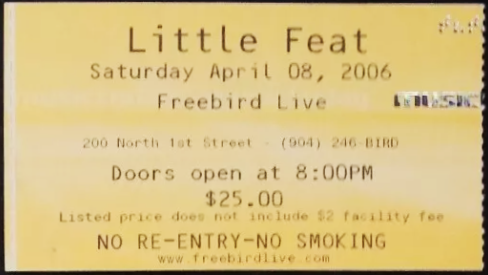 Little Feat
Saturday April 08, 2006
Freebird Live
MUSIC
200 North 1st Street - (904) 246-BIRD
Doors open at 8:00PM
$25.00
Listed price does not include $2 facility fee
NO RE-ENTRY-NO SMOKING
www.freebirdlive.com